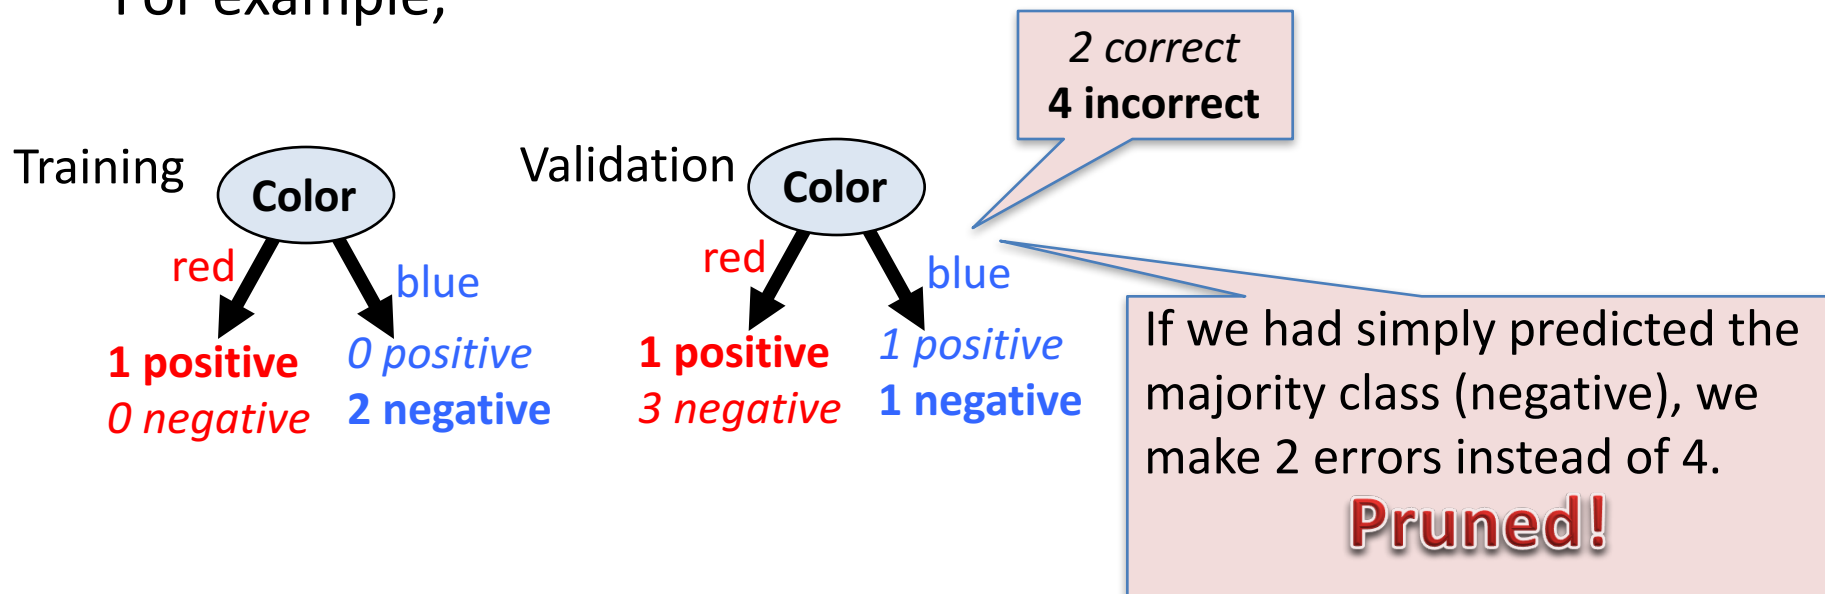 For example,
2 correct
4 incorrect
Training
Color
red
blue
1 positive
0 negative
0 positive
2 negative
Validation
Color
red
blue
1 positive
3 negative
1 positive
1 negative
If we had simply predicted the
majority class (negative), we
make 2 errors instead of 4.
Pruned!